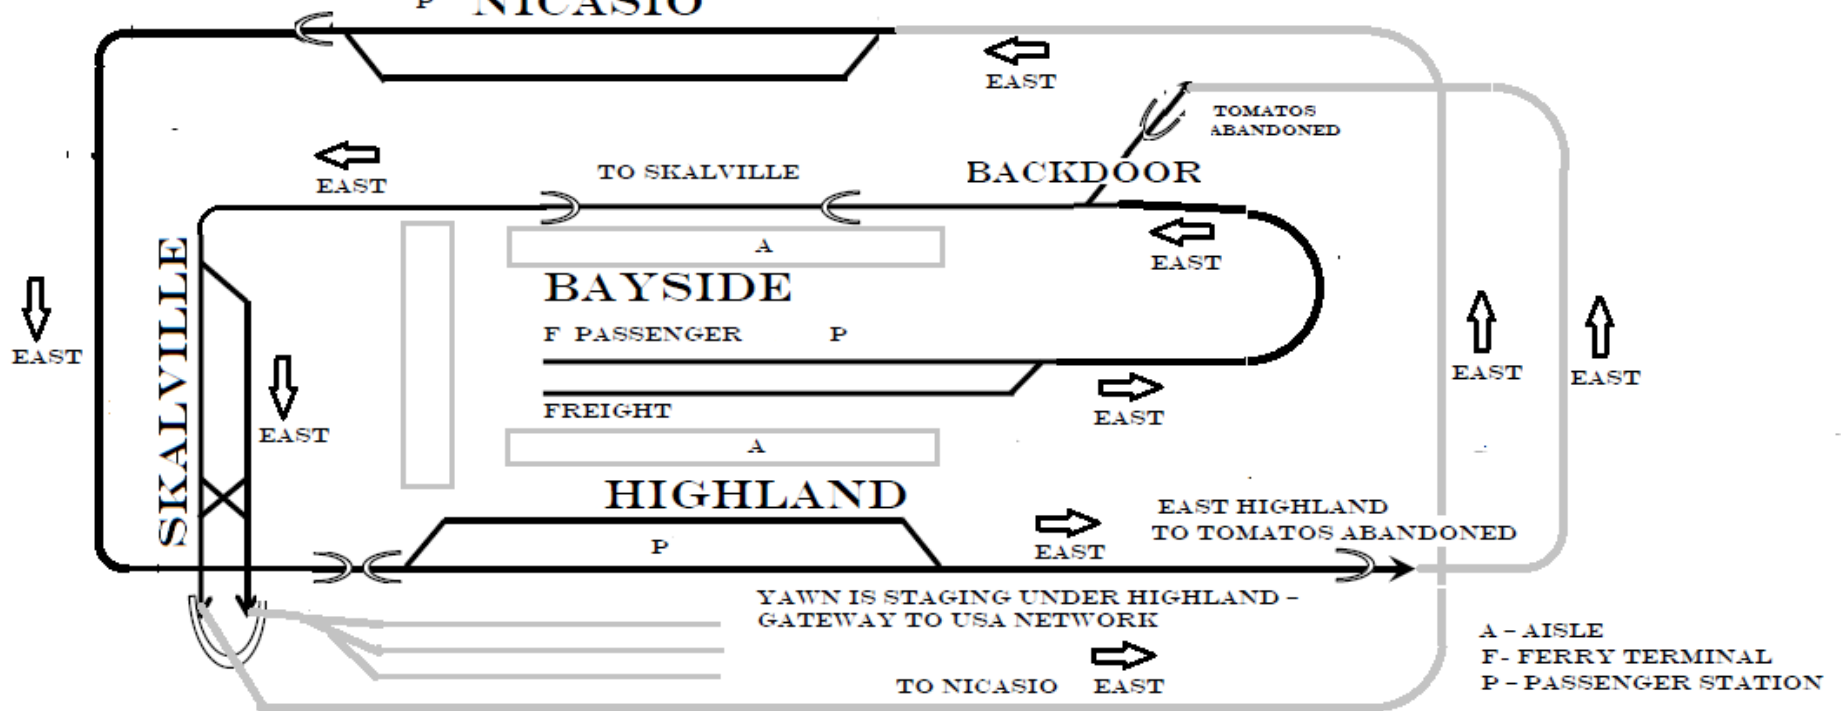 P NICASIO
EAST
TOMATOS
ABANDONED
TO SKALVILLE
BACKDOOR
EAST
A
EAST
SKALVILLE
BAYSIDE
F PASSENGER P
EAST
EAST
EAST
EAST
FREIGHT
EAST
A
HIGHLAND
EAST HIGHLAND
TO TOMATOS ABANDONED
P
EAST
YAWN IS STAGING UNDER HIGHLAND –
GATEWAY TO USA NETWORK
A – AISLE
F- FERRY TERMINAL
P – PASSENGER STATION
TO NICASIO EAST